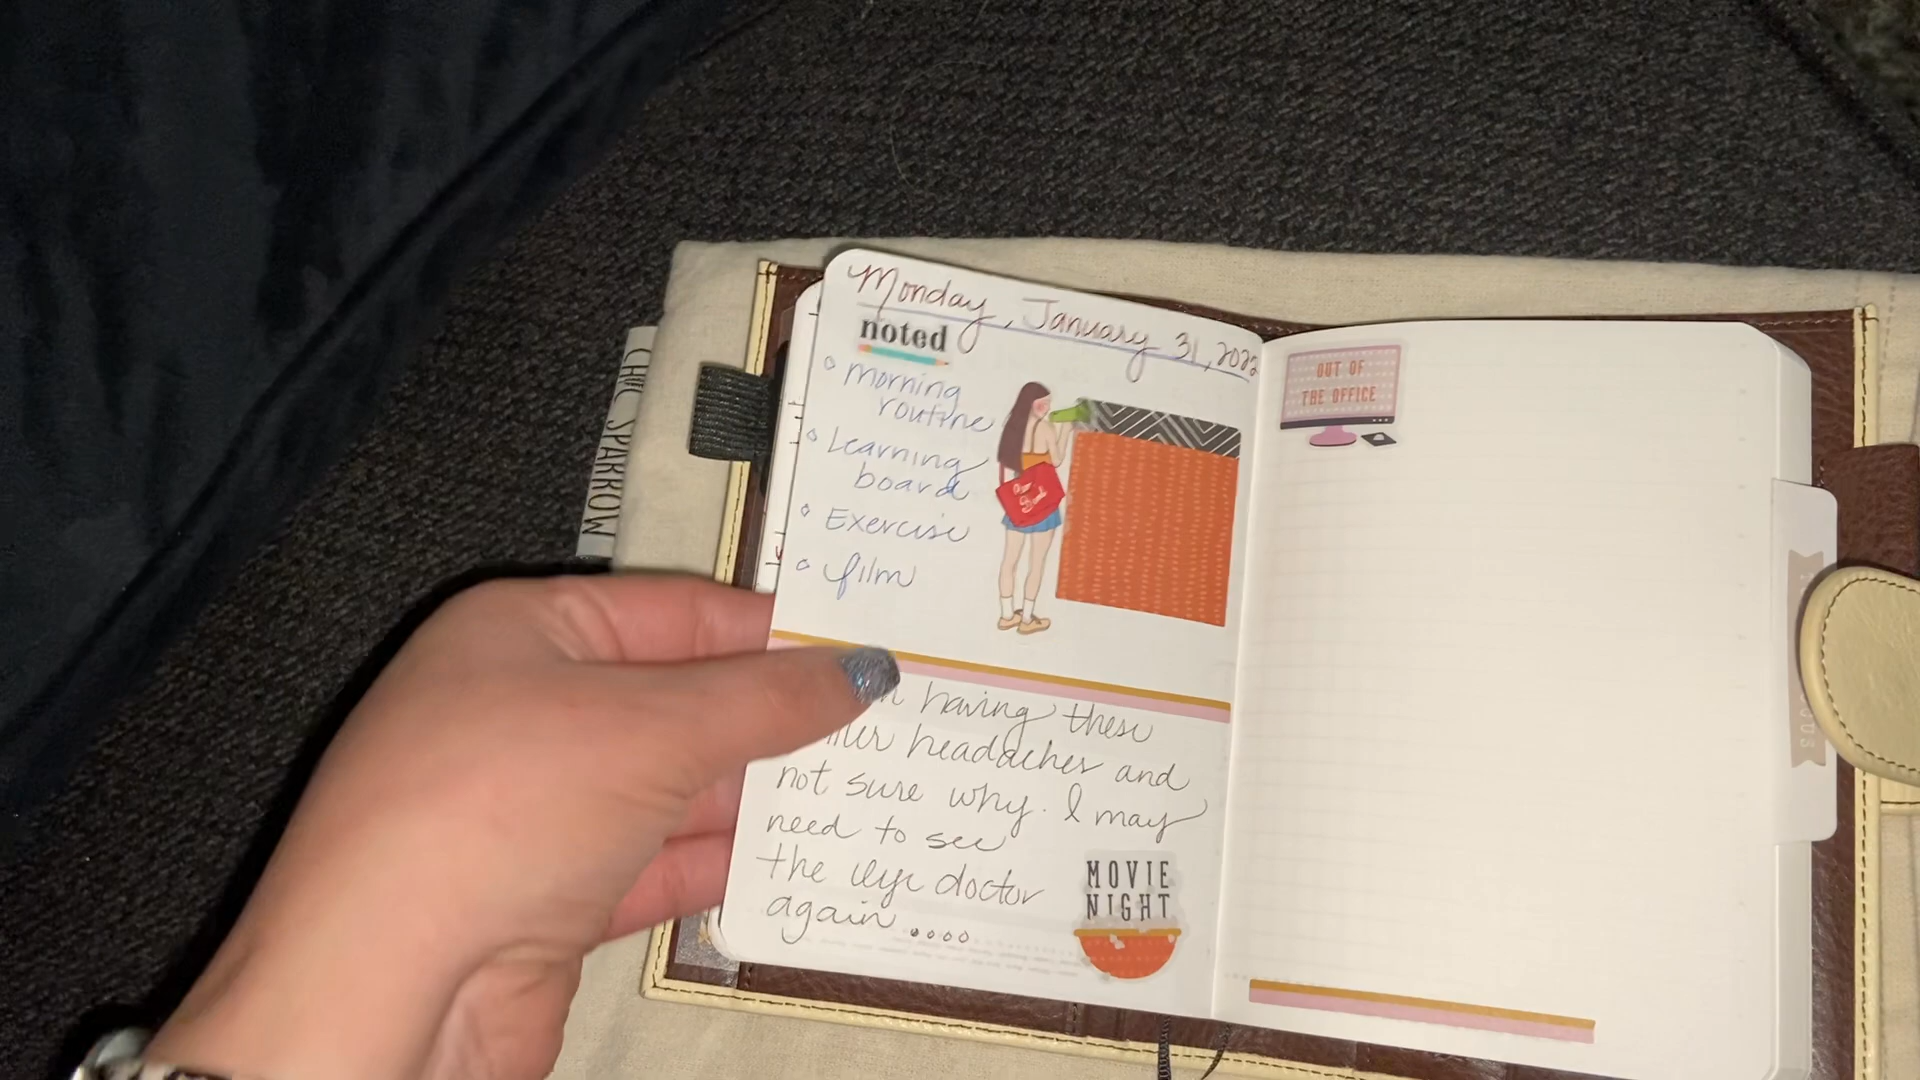 CHIC SPARROW
Monday, January 31, 2022
noted
Morning
routine
Learning
board
Exercise
film
having these
headaches and
not sure why. I may
need to see
the eye doctor
again ....
MOVIE
NIGHT
OUT OF
THE OFFICE